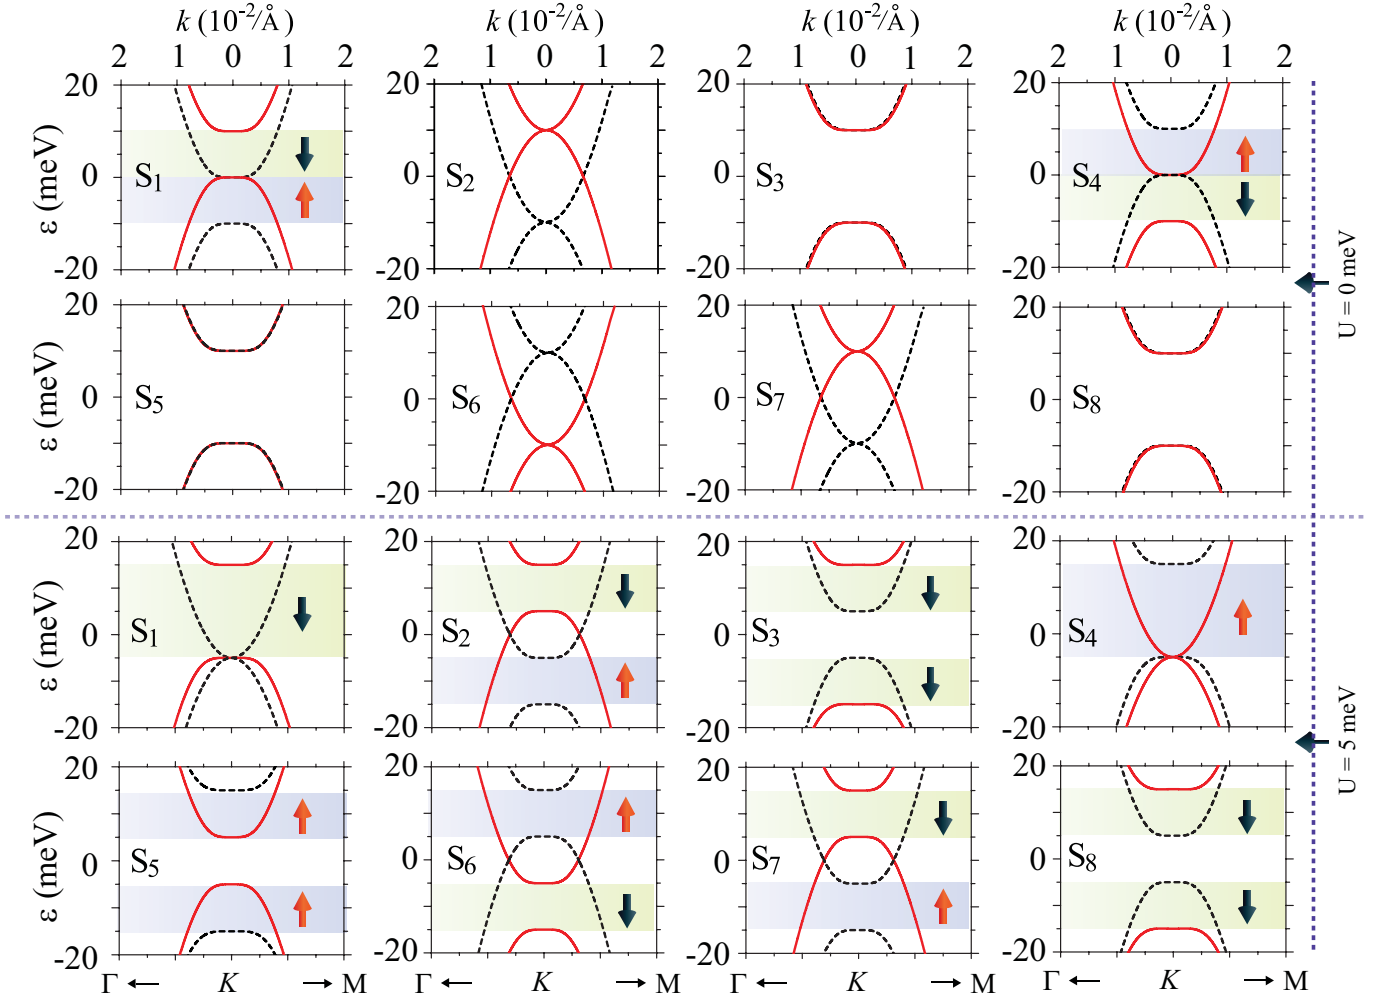 k (10⁻²/Å) k (10⁻²/Å) k (10⁻²/Å) k (10⁻²/Å)
2 1 0 1 2 2 1 0 1 2 2 1 0 1 2 2 1 0 1 2
20 20 20 20
ε (meV) 0 S₁ 0 S₂ 0 S₃ 0 S₄
-20 -20 -20 -20
U = 0 meV
20 20 20 20
ε (meV) 0 S₅ 0 S₆ 0 S₇ 0 S₈
-20 -20 -20 -20
20 20 20 20
ε (meV) 0 S₁ 0 S₂ 0 S₃ 0 S₄
-20 -20 -20 -20
U = 5 meV
20 20 20 20
ε (meV) 0 S₅ 0 S₆ 0 S₇ 0 S₈
-20 -20 -20 -20
Γ ← K → M Γ ← K → M Γ ← K → M Γ ← K → M